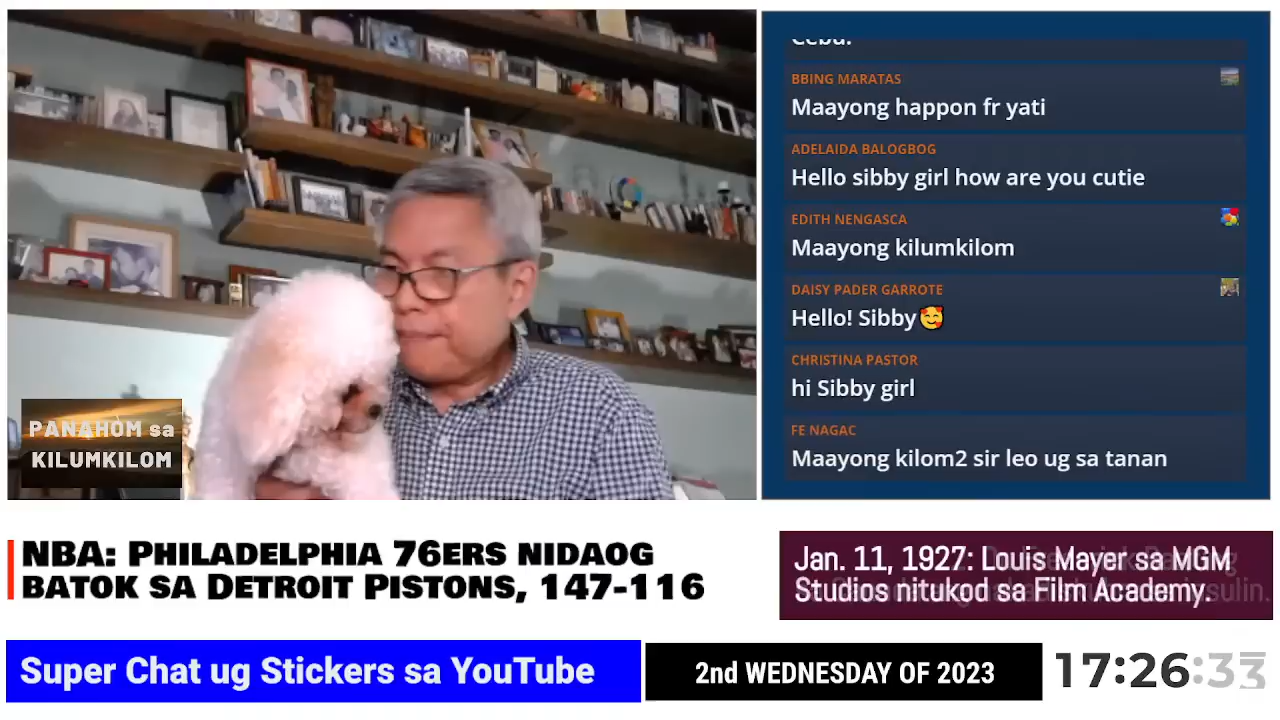 Cebu.
BBING MARATAS
Maayong happon fr yati
ADELAIDA BALOGBOG
Hello sibby girl how are you cutie
EDITH NENGASCA
Maayong kilumkilom
DAISY PADER GARROTE
Hello! Sibby🥰
CHRISTINA PASTOR
hi Sibby girl
FE NAGAC
Maayong kilom2 sir leo ug sa tanan
PANAHOM sa
KILUMKILOM
NBA: PHILADELPHIA 76ERS NIDAOG
BATOK SA DETROIT PISTONS, 147-116
Jan. 11, 1927: Louis Mayer sa MGM
Studios nitukod sa Film Academy.
Super Chat ug Stickers sa YouTube
2nd WEDNESDAY OF 2023
17:26:33